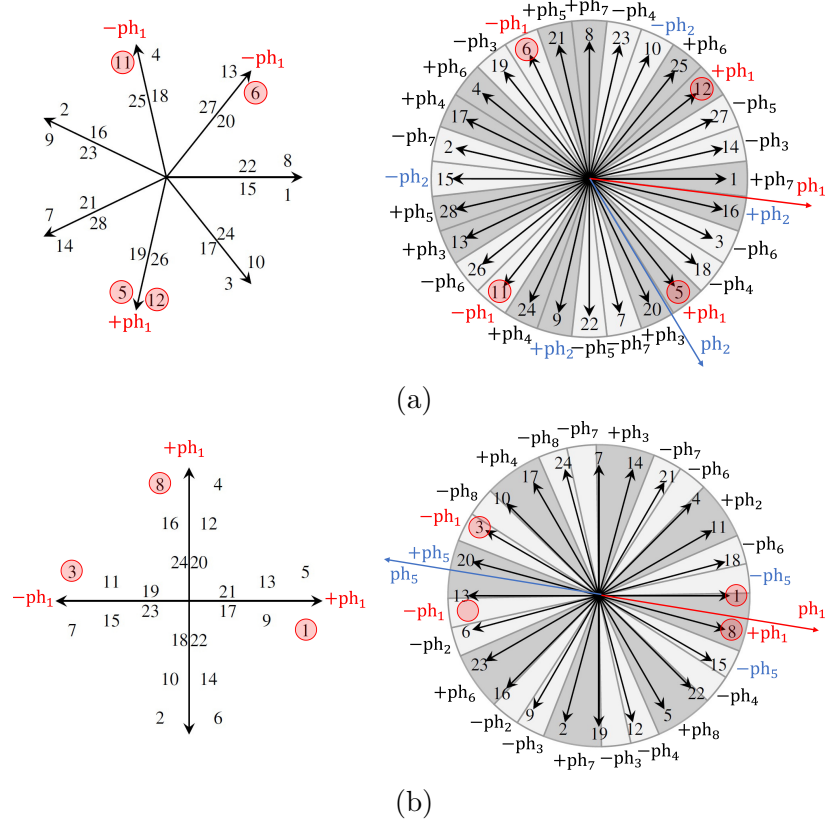 −ph₁
11
4
25
18
−ph₁
13
6
27
20
2
16
9
23
22
8
15
1
7
21
14
28
24
10
17
3
19
26
5
12
+ph₁
+ph₅
+ph₇
−ph₄
−ph₂
−ph₁
+ph₆
−ph₃
+ph₁
+ph₆
−ph₅
+ph₄
−ph₃
−ph₇
+ph₇
ph₁
−ph₂
+ph₂
+ph₅
−ph₆
+ph₃
−ph₄
−ph₆
+ph₁
−ph₁
+ph₃
ph₂
+ph₄
−ph₇
+ph₂
−ph₅
8
23
10
25
12
27
14
1
16
3
18
5
20
7
22
9
24
11
26
13
28
15
2
17
4
19
6
21
(a)
+ph₁
8
4
16
12
24
20
3
11
19
21
13
5
−ph₁
+ph₁
7
15
23
17
9
1
18
22
10
14
2
6
−ph₇
−ph₈
+ph₃
−ph₇
+ph₄
−ph₆
−ph₈
+ph₂
−ph₁
−ph₆
+ph₅
ph₅
−ph₅
ph₁
−ph₁
+ph₁
−ph₂
−ph₅
+ph₆
−ph₄
−ph₂
+ph₈
−ph₃
−ph₄
+ph₇
−ph₃
7
14
21
4
11
18
1
8
15
22
5
12
19
2
9
16
23
6
13
20
3
10
17
24
(b)